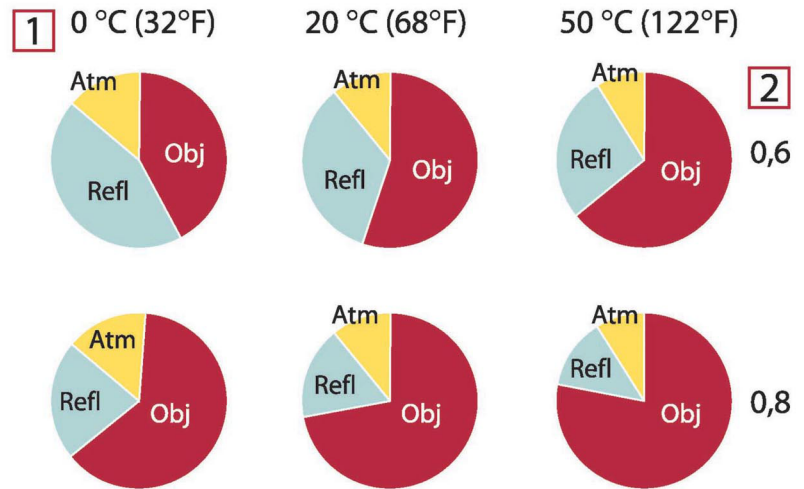 1 0 °C (32°F) 20 °C (68°F) 50 °C (122°F)
2
Atm Obj Refl
Atm Obj Refl
Atm Obj Refl
0,6
Atm Obj Refl
Atm Obj Refl
Atm Obj Refl
0,8